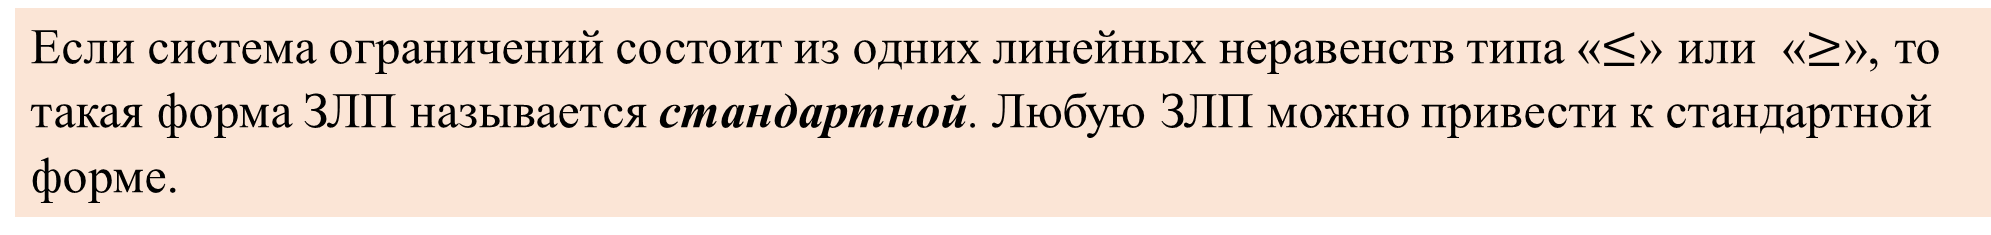 Если система ограничений состоит из одних линейных неравенств типа «≤» или «≥», то
такая форма ЗЛП называется стандартной. Любую ЗЛП можно привести к стандартной
форме.